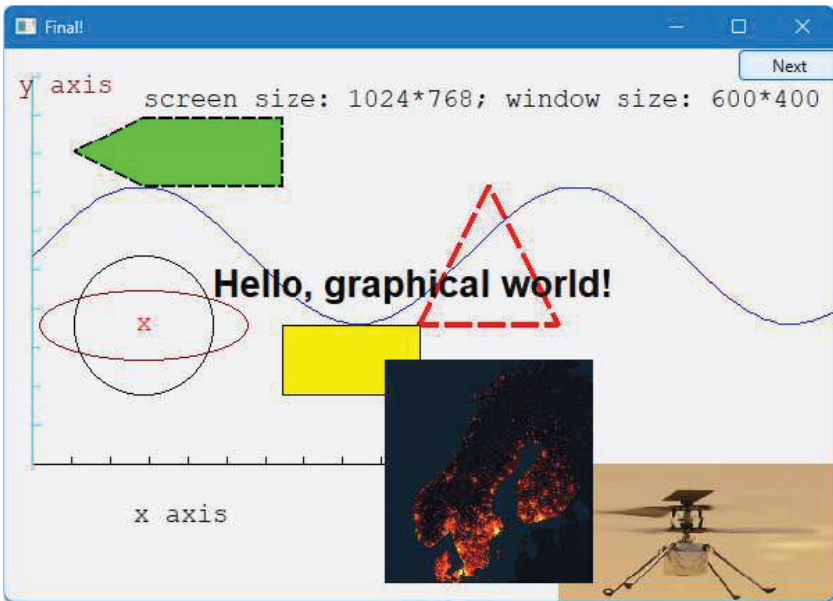 Final!
Next
y axis
screen size: 1024*768; window size: 600*400
Hello, graphical world!
x
x axis